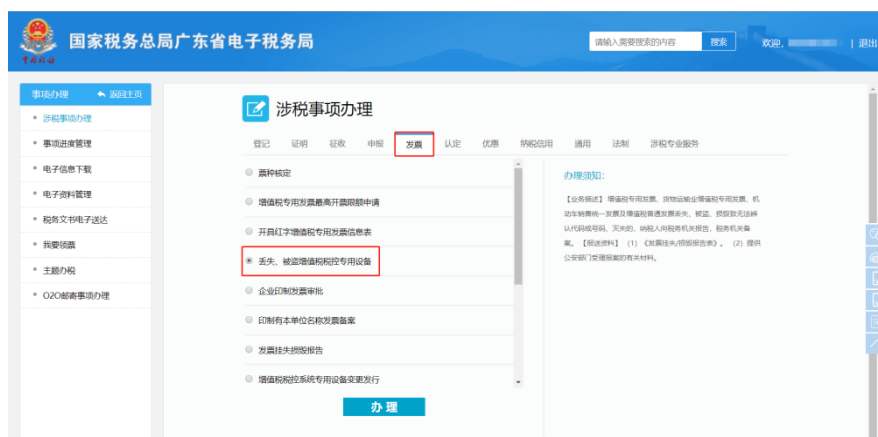 国家税务总局广东省电子税务局
请输入需要搜索的内容 搜索 欢迎, | 退出
事项办理 返回主页
涉税事项办理
事项进度管理
电子信息下载
电子资料管理
税务文书电子送达
我要领票
主题办税
O2O邮寄事项办理
涉税事项办理
登记 证明 征收 申报 发票 认定 优惠 纳税信用 通用 法制 涉税专业服务
票种核定
增值税专用发票最高开票限额申请
开具红字增值税专用发票信息表
丢失、被盗增值税税控专用设备
企业印制发票审批
印制有本单位名称发票备案
发票挂失损毁报告
增值税税控系统专用设备变更发行
办 理
办理须知:
【业务描述】增值税专用发票、货物运输业增值税专用发票、机
动车销售统一发票及增值税普通发票丢失、被盗、损毁致无法辨
认代码或号码、灭失的，纳税人向税务机关报告，税务机关备
案。【报送资料】（1）《发票挂失/损毁报告表》。（2）提供
公安部门受理报案的有关材料。